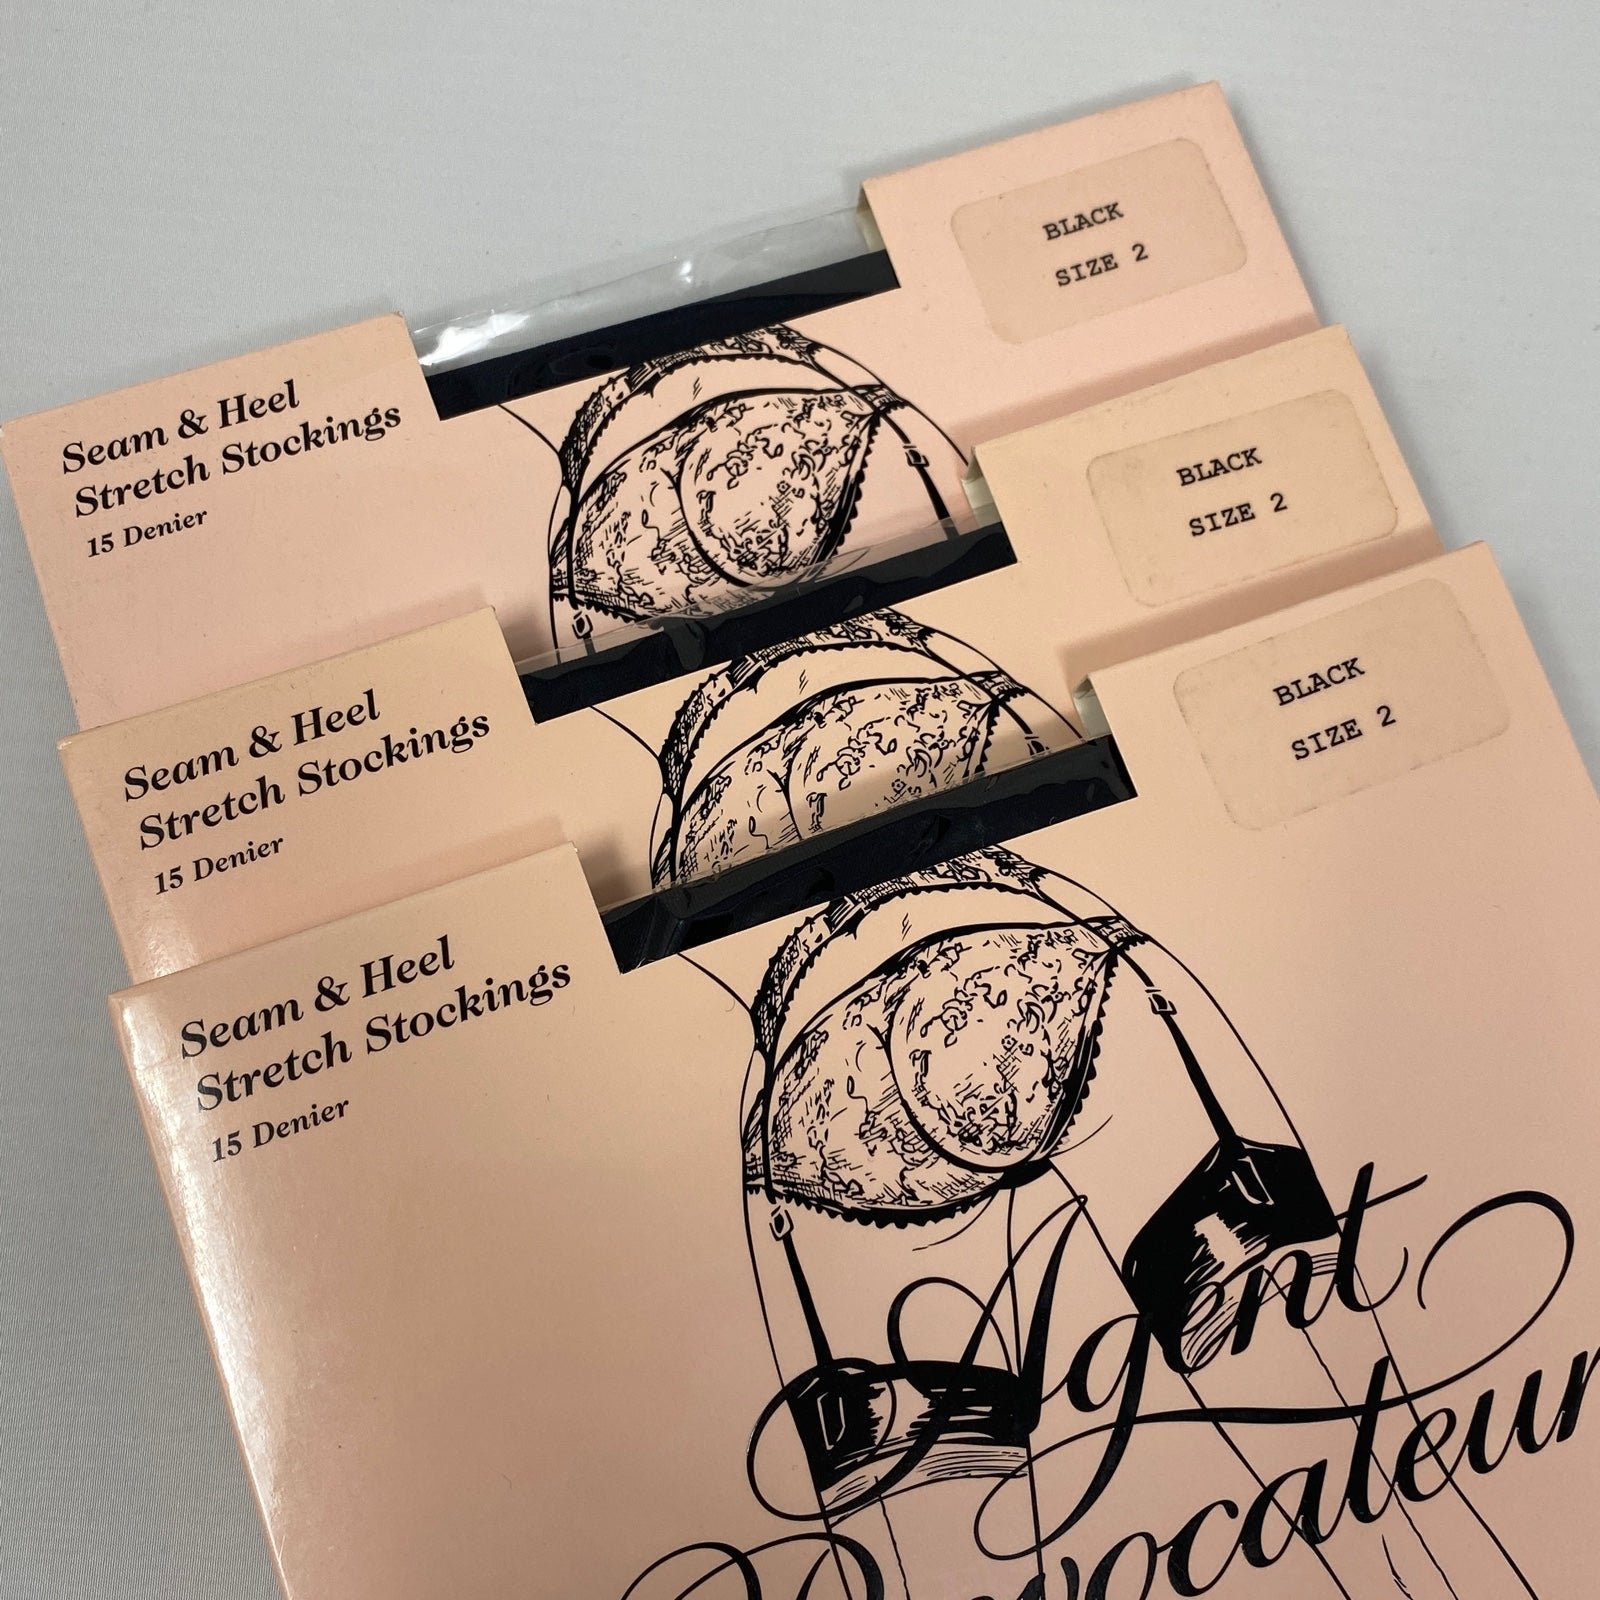 BLACK
SIZE 2
Seam & Heel
Stretch Stockings
15 Denier
BLACK
SIZE 2
Seam & Heel
Stretch Stockings
15 Denier
BLACK
SIZE 2
Seam & Heel
Stretch Stockings
15 Denier
Agent
Provocateur